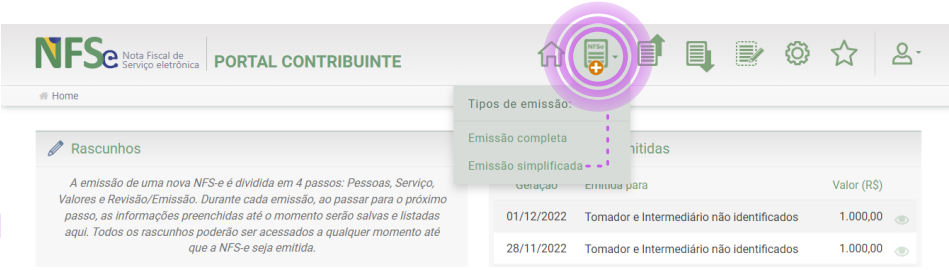 NFSe
NFSe Nota Fiscal de
Serviço eletrônica
PORTAL CONTRIBUINTE
Home
Tipos de emissão:
Emissão completa
Emissão simplificada
Rascunhos
A emissão de uma nova NFS-e é dividida em 4 passos: Pessoas, Serviço,
Valores e Revisão/Emissão. Durante cada emissão, ao passar para o próximo
passo, as informações preenchidas até o momento serão salvas e listadas
aqui. Todos os rascunhos poderão ser acessados a qualquer momento até
que a NFS-e seja emitida.
Geração Emitida para Valor (R$)
01/12/2022 Tomador e Intermediário não identificados 1.000,00
28/11/2022 Tomador e Intermediário não identificados 1.000,00